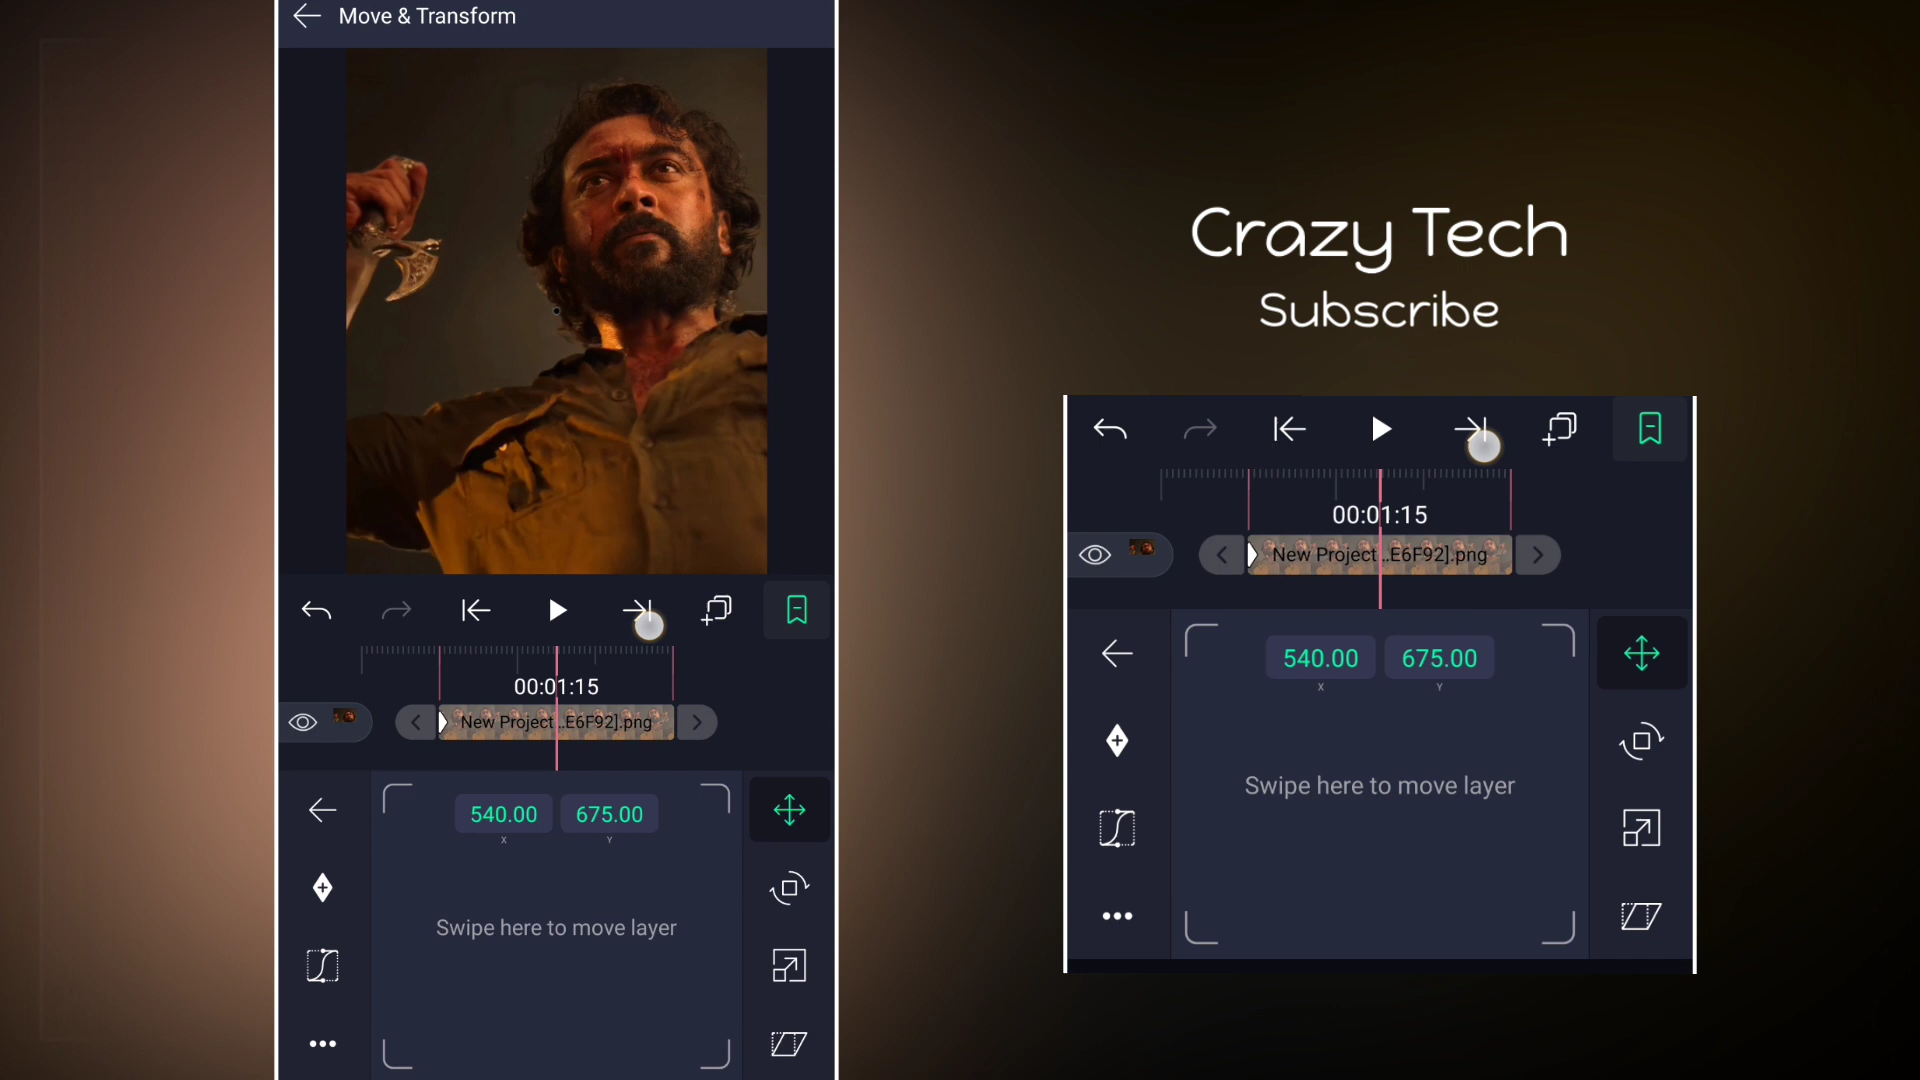 Move & Transform
00:01:15
New Project...E6F92].png
540.00 675.00
X Y
Swipe here to move layer
Crazy Tech
Subscribe
00:01:15
New Project...E6F92].png
540.00 675.00
X Y
Swipe here to move layer